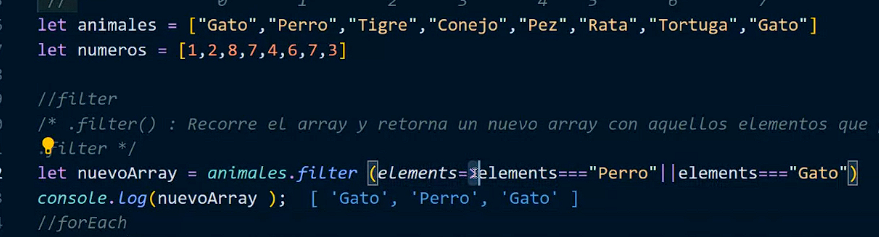 //
let animales = ["Gato","Perro","Tigre","Conejo","Pez","Rata","Tortuga","Gato"]
let numeros = [1,2,8,7,4,6,7,3]
//filter
/* .filter() : Recorre el array y retorna un nuevo array con aquellos elementos que
.filter */
let nuevoArray = animales.filter (elements=>elements==="Perro"||elements==="Gato")
console.log(nuevoArray ); [ 'Gato', 'Perro', 'Gato' ]
//forEach